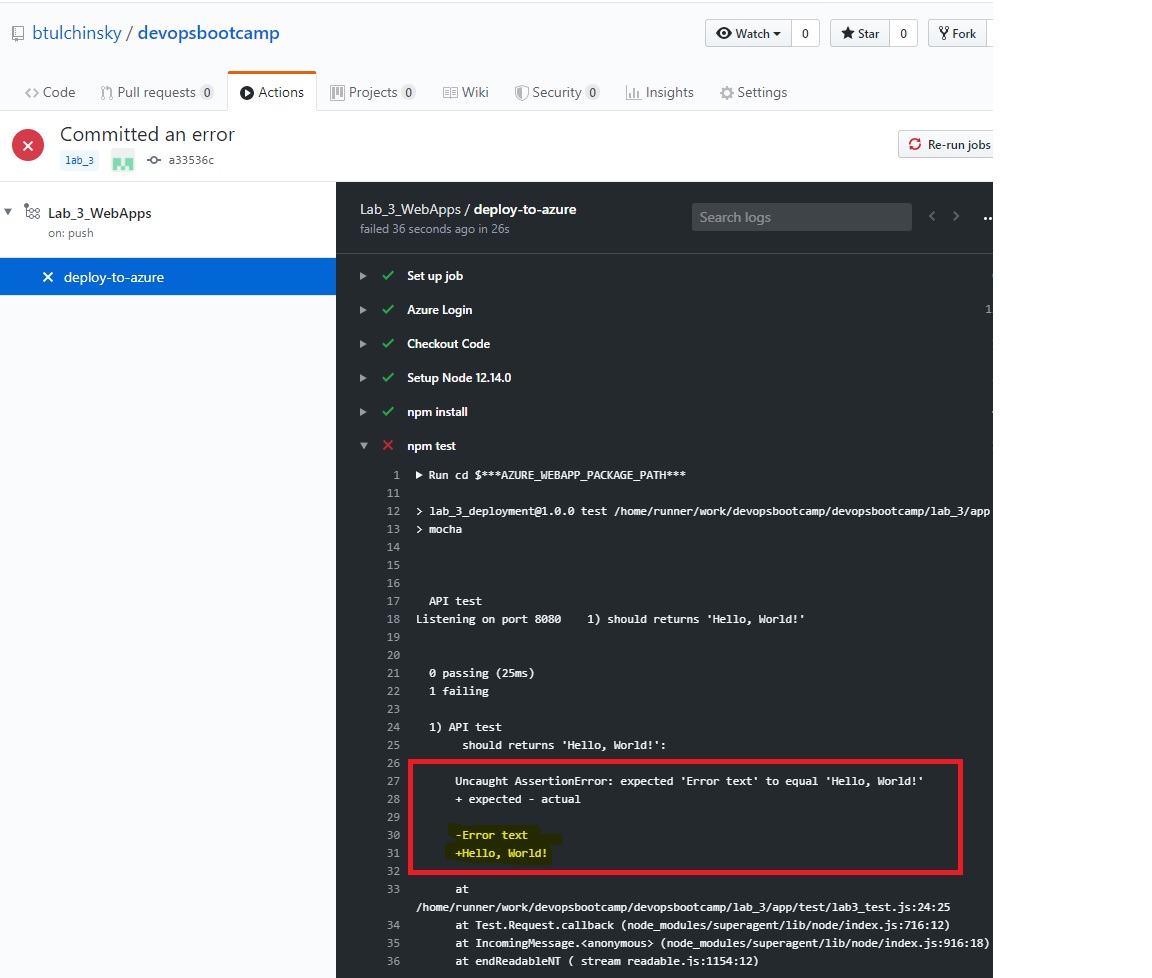 btulchinsky / devopsbootcamp
Watch 0 Star 0 Fork
Code Pull requests 0 Actions Projects 0 Wiki Security 0 Insights Settings
Committed an error
lab_3 a33536c
Re-run jobs
Lab_3_WebApps
on: push
deploy-to-azure
Lab_3_WebApps / deploy-to-azure
failed 36 seconds ago in 26s
Search logs
Set up job
Azure Login 1
Checkout Code
Setup Node 12.14.0
npm install
npm test
1 Run cd $***AZURE_WEBAPP_PACKAGE_PATH***
11
12 > lab_3_deployment@1.0.0 test /home/runner/work/devopsbootcamp/devopsbootcamp/lab_3/app
13 > mocha
14
15
16
17 API test
18 Listening on port 8080 1) should returns 'Hello, World!'
19
20
21 0 passing (25ms)
22 1 failing
23
24 1) API test
25 should returns 'Hello, World!':
26
27 Uncaught AssertionError: expected 'Error text' to equal 'Hello, World!'
28 + expected - actual
29
30 -Error text
31 +Hello, World!
32
33 at
/home/runner/work/devopsbootcamp/devopsbootcamp/lab_3/app/test/lab3_test.js:24:25
34 at Test.Request.callback (node_modules/superagent/lib/node/index.js:716:12)
35 at IncomingMessage.<anonymous> (node_modules/superagent/lib/node/index.js:916:18)
36 at endReadableNT (_stream_readable.js:1154:12)